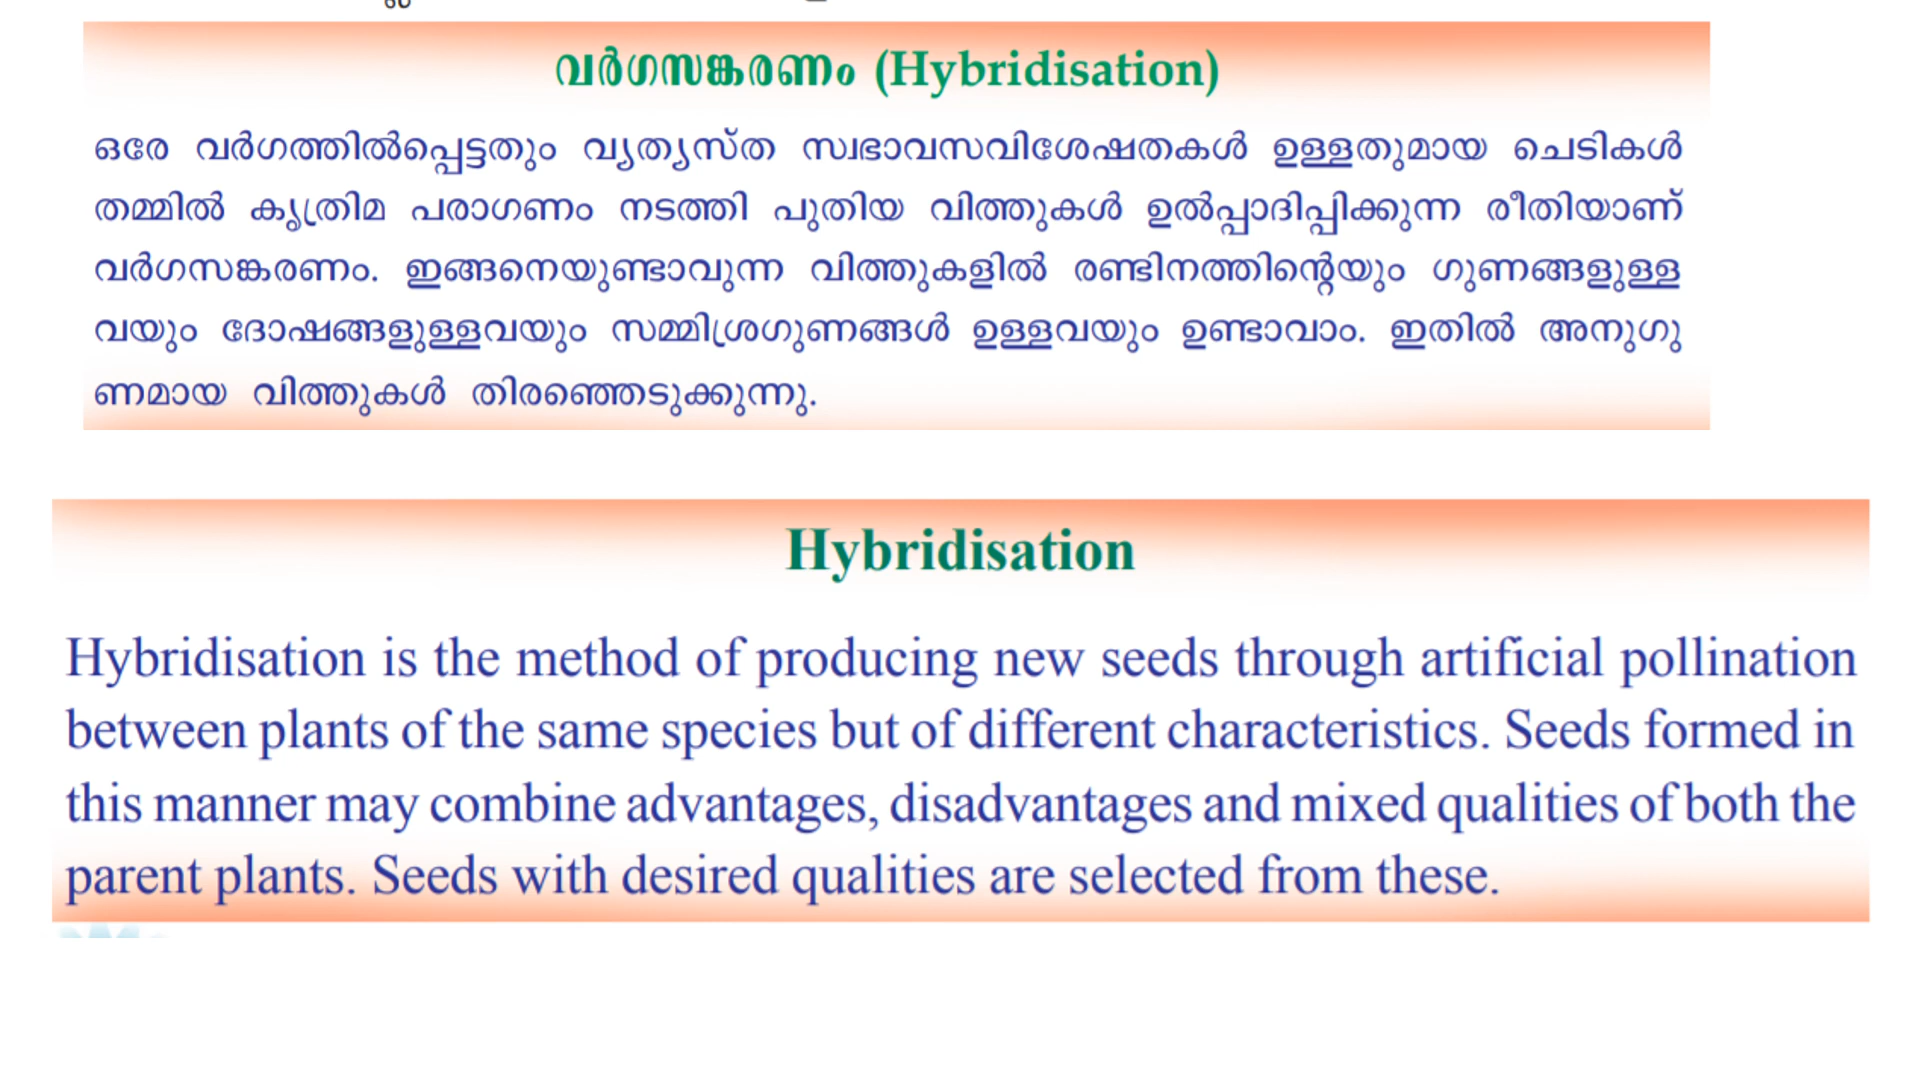 വർഗസങ്കരണം (Hybridisation)
ഒരേ വർഗത്തിൽപ്പെട്ടതും വ്യത്യസ്ത സ്വഭാവസവിശേഷതകൾ ഉള്ളതുമായ ചെടികൾ
തമ്മിൽ കൃത്രിമ പരാഗണം നടത്തി പുതിയ വിത്തുകൾ ഉൽപ്പാദിപ്പിക്കുന്ന രീതിയാണ്
വർഗസങ്കരണം. ഇങ്ങനെയുണ്ടാവുന്ന വിത്തുകളിൽ രണ്ടിനത്തിന്റെയും ഗുണങ്ങളുള്ള
വയും ദോഷങ്ങളുള്ളവയും സമ്മിശ്രഗുണങ്ങൾ ഉള്ളവയും ഉണ്ടാവാം. ഇതിൽ അനുഗു
ണമായ വിത്തുകൾ തിരഞ്ഞെടുക്കുന്നു.
Hybridisation
Hybridisation is the method of producing new seeds through artificial pollination
between plants of the same species but of different characteristics. Seeds formed in
this manner may combine advantages, disadvantages and mixed qualities of both the
parent plants. Seeds with desired qualities are selected from these.